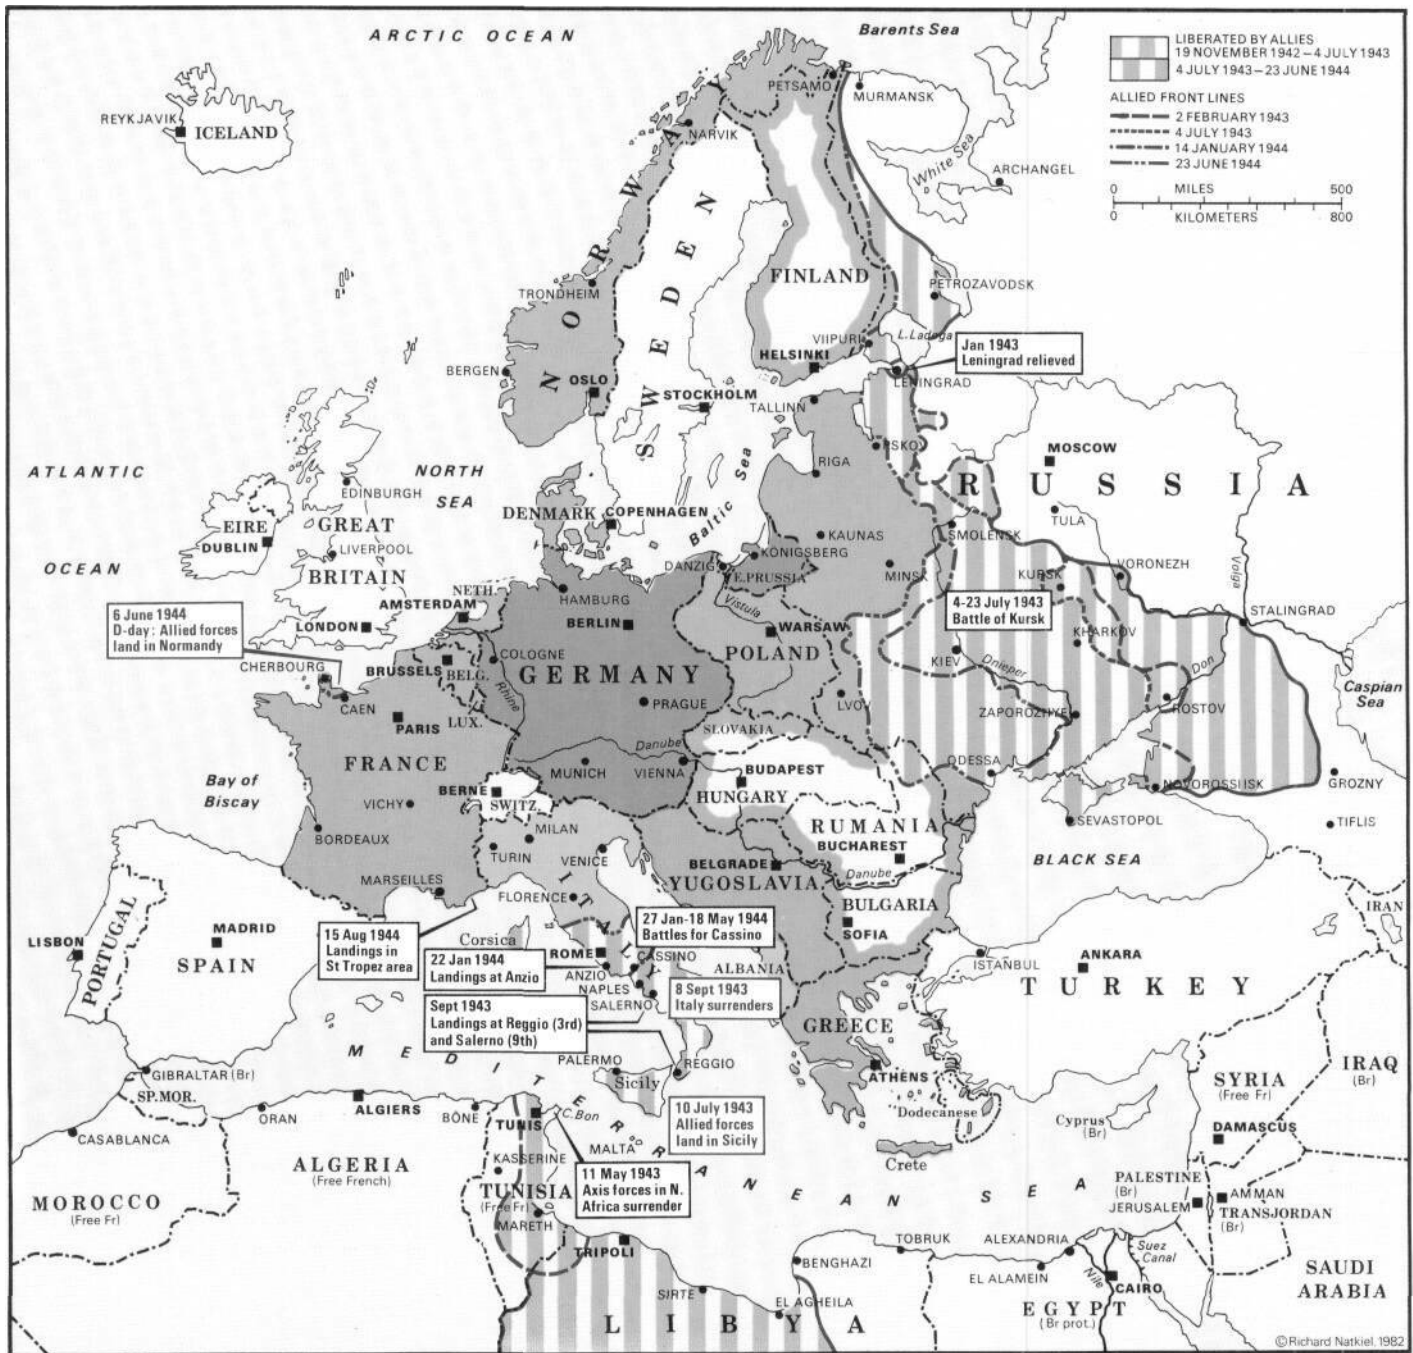 ARCTIC OCEAN
Barents Sea
LIBERATED BY ALLIES
19 NOVEMBER 1942 – 4 JULY 1943
4 JULY 1943 – 23 JUNE 1944
ALLIED FRONT LINES
2 FEBRUARY 1943
4 JULY 1943
14 JANUARY 1944
23 JUNE 1944
0 MILES 500
0 KILOMETERS 800
PETSAMO
MURMANSK
REYKJAVIK
ICELAND
NARVIK
White Sea
ARCHANGEL
NORWAY
SWEDEN
FINLAND
TRONDHEIM
PETROZAVODSK
VIIPURI
L. Ladoga
Jan 1943
Leningrad relieved
HELSINKI
LENINGRAD
BERGEN
OSLO
STOCKHOLM
TALLINN
PSKOV
MOSCOW
RUSSIA
ATLANTIC
OCEAN
NORTH
SEA
RIGA
Baltic Sea
EDINBURGH
EIRE
GREAT
BRITAIN
DUBLIN
LIVERPOOL
DENMARK
COPENHAGEN
TULA
SMOLENSK
KAUNAS
KÖNIGSBERG
DANZIG
E. PRUSSIA
MINSK
KURSK
VORONEZH
Volga
STALINGRAD
NETH.
AMSTERDAM
HAMBURG
BERLIN
Vistula
WARSAW
POLAND
4-23 July 1943
Battle of Kursk
KHARKOV
6 June 1944
D-day: Allied forces
land in Normandy
LONDON
CHERBOURG
BRUSSELS
BELG.
COLOGNE
GERMANY
KIEV
Dnieper
Don
Rhine
PRAGUE
LVOV
ZAPOROZHYE
ROSTOV
Caspian
Sea
CAEN
PARIS
LUX.
SLOVAKIA
FRANCE
Danube
MUNICH
VIENNA
BUDAPEST
HUNGARY
ODESSA
NOVOROSSIISK
GROZNY
Bay of
Biscay
BERNE
SWITZ.
VICHY
RUMANIA
BUCHAREST
SEVASTOPOL
TIFLIS
BORDEAUX
MILAN
TURIN
VENICE
BELGRADE
YUGOSLAVIA
Danube
BLACK SEA
MARSEILLES
FLORENCE
ITALY
BULGARIA
SOFIA
IRAN
PORTUGAL
LISBON
MADRID
SPAIN
15 Aug 1944
Landings in
St Tropez area
Corsica
27 Jan-18 May 1944
Battles for Cassino
22 Jan 1944
Landings at Anzio
ROME
CASSINO
ANZIO
NAPLES
SALERNO
ALBANIA
8 Sept 1943
Italy surrenders
Sept 1943
Landings at Reggio (3rd)
and Salerno (9th)
ISTANBUL
ANKARA
TURKEY
GREECE
MEDITERRANEAN SEA
PALERMO
Sicily
REGGIO
ATHENS
Dodecanese
GIBRALTAR (Br)
SP. MOR.
ORAN
ALGIERS
BÔNE
TUNIS
C. Bon
10 July 1943
Allied forces
land in Sicily
Cyprus
(Br)
SYRIA
(Free Fr)
IRAQ
(Br)
CASABLANCA
MALTA
Crete
DAMASCUS
ALGERIA
(Free French)
KASSERINE
TUNISIA
(Free Fr)
MARETH
11 May 1943
Axis forces in N.
Africa surrender
MOROCCO
(Free Fr)
PALESTINE
(Br)
JERUSALEM
AMMAN
TRANSJORDAN
(Br)
TRIPOLI
BENGHAZI
TOBRUK
ALEXANDRIA
Suez
Canal
EL ALAMEIN
Nile
CAIRO
SIRTE
EL AGHEILA
LIBYA
EGYPT
(Br prot.)
SAUDI
ARABIA
© Richard Natkiel, 1982